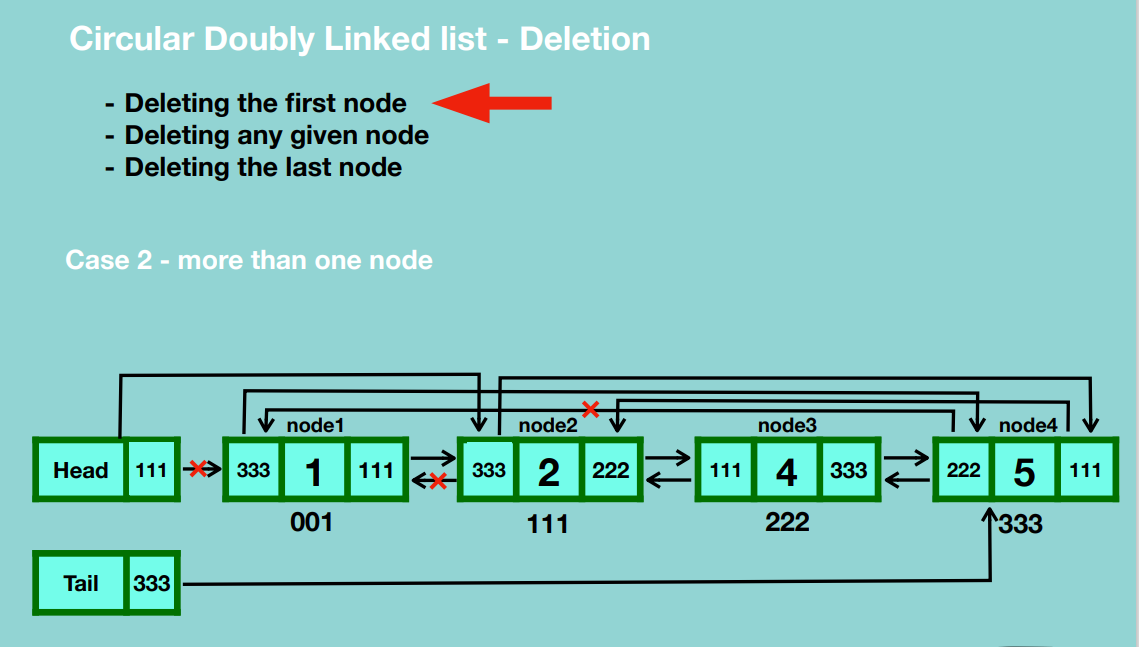 Circular Doubly Linked list - Deletion
- Deleting the first node
- Deleting any given node
- Deleting the last node
Case 2 - more than one node
node1 node2 node3 node4
Head 111 333 1 111 333 2 222 111 4 333 222 5 111
001 111 222 333
Tail 333